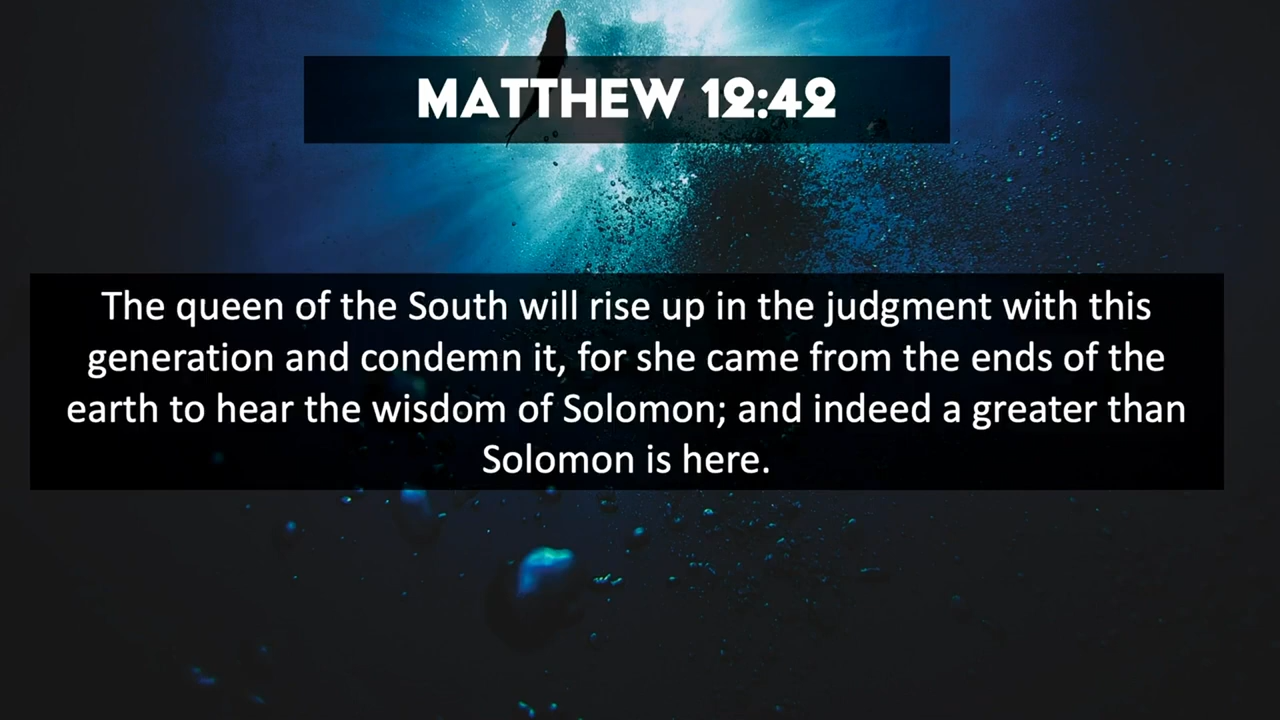 MATTHEW 12:42
The queen of the South will rise up in the judgment with this
generation and condemn it, for she came from the ends of the
earth to hear the wisdom of Solomon; and indeed a greater than
Solomon is here.